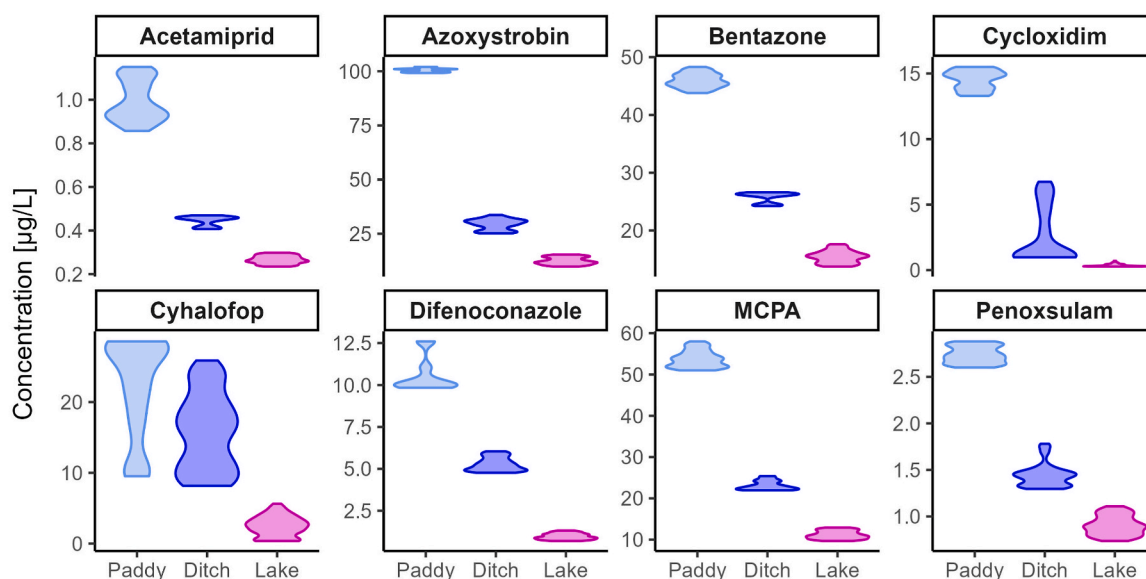 Acetamiprid Azoxystrobin Bentazone Cycloxidim
1.0 0.8 0.6 0.4 0.2
100 75 50 25
50 40 30 20
15 10 5 0
Concentration [µg/L]
Cyhalofop Difenoconazole MCPA Penoxsulam
20 10 0
12.5 10.0 7.5 5.0 2.5
60 50 40 30 20 10
2.5 2.0 1.5 1.0
Paddy Ditch Lake Paddy Ditch Lake Paddy Ditch Lake Paddy Ditch Lake